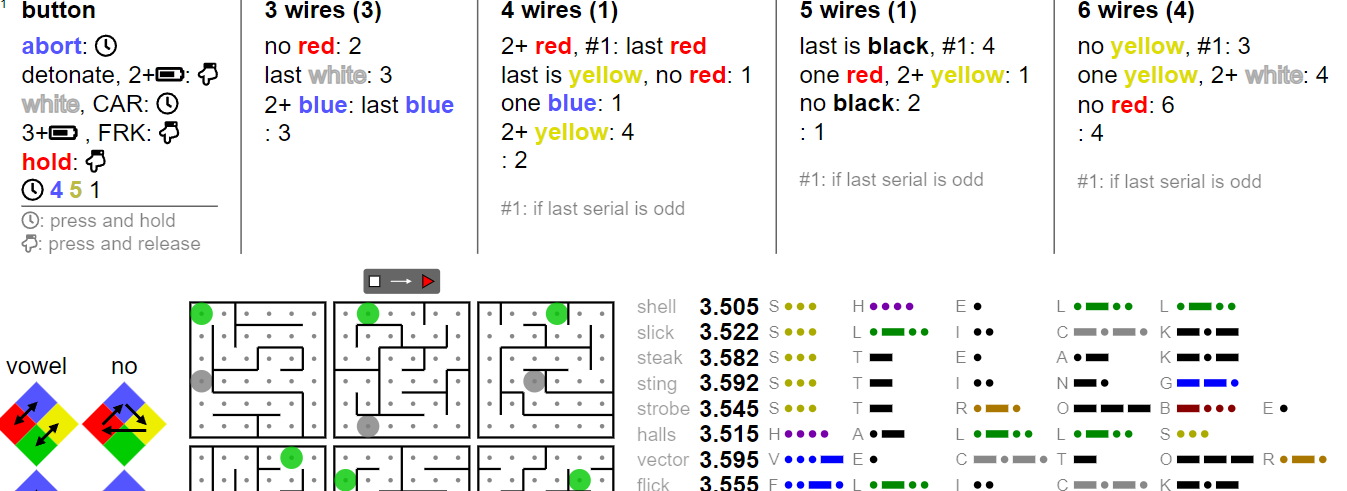 1
button
abort:
detonate, 2+ :
white, CAR:
3+ , FRK:
hold:
4 5 1
: press and hold
: press and release
3 wires (3)
no red: 2
last white: 3
2+ blue: last blue
: 3
4 wires (1)
2+ red, #1: last red
last is yellow, no red: 1
one blue: 1
2+ yellow: 4
: 2
#1: if last serial is odd
5 wires (1)
last is black, #1: 4
one red, 2+ yellow: 1
no black: 2
: 1
#1: if last serial is odd
6 wires (4)
no yellow, #1: 3
one yellow, 2+ white: 4
no red: 6
: 4
#1: if last serial is odd
vowel no
shell 3.505 S H E L L
slick 3.522 S L I C K
steak 3.582 S T E A K
sting 3.592 S T I N G
strobe 3.545 S T R O B E
halls 3.515 H A L L S
vector 3.595 V E C T O R
flick 3.555 F L I C K